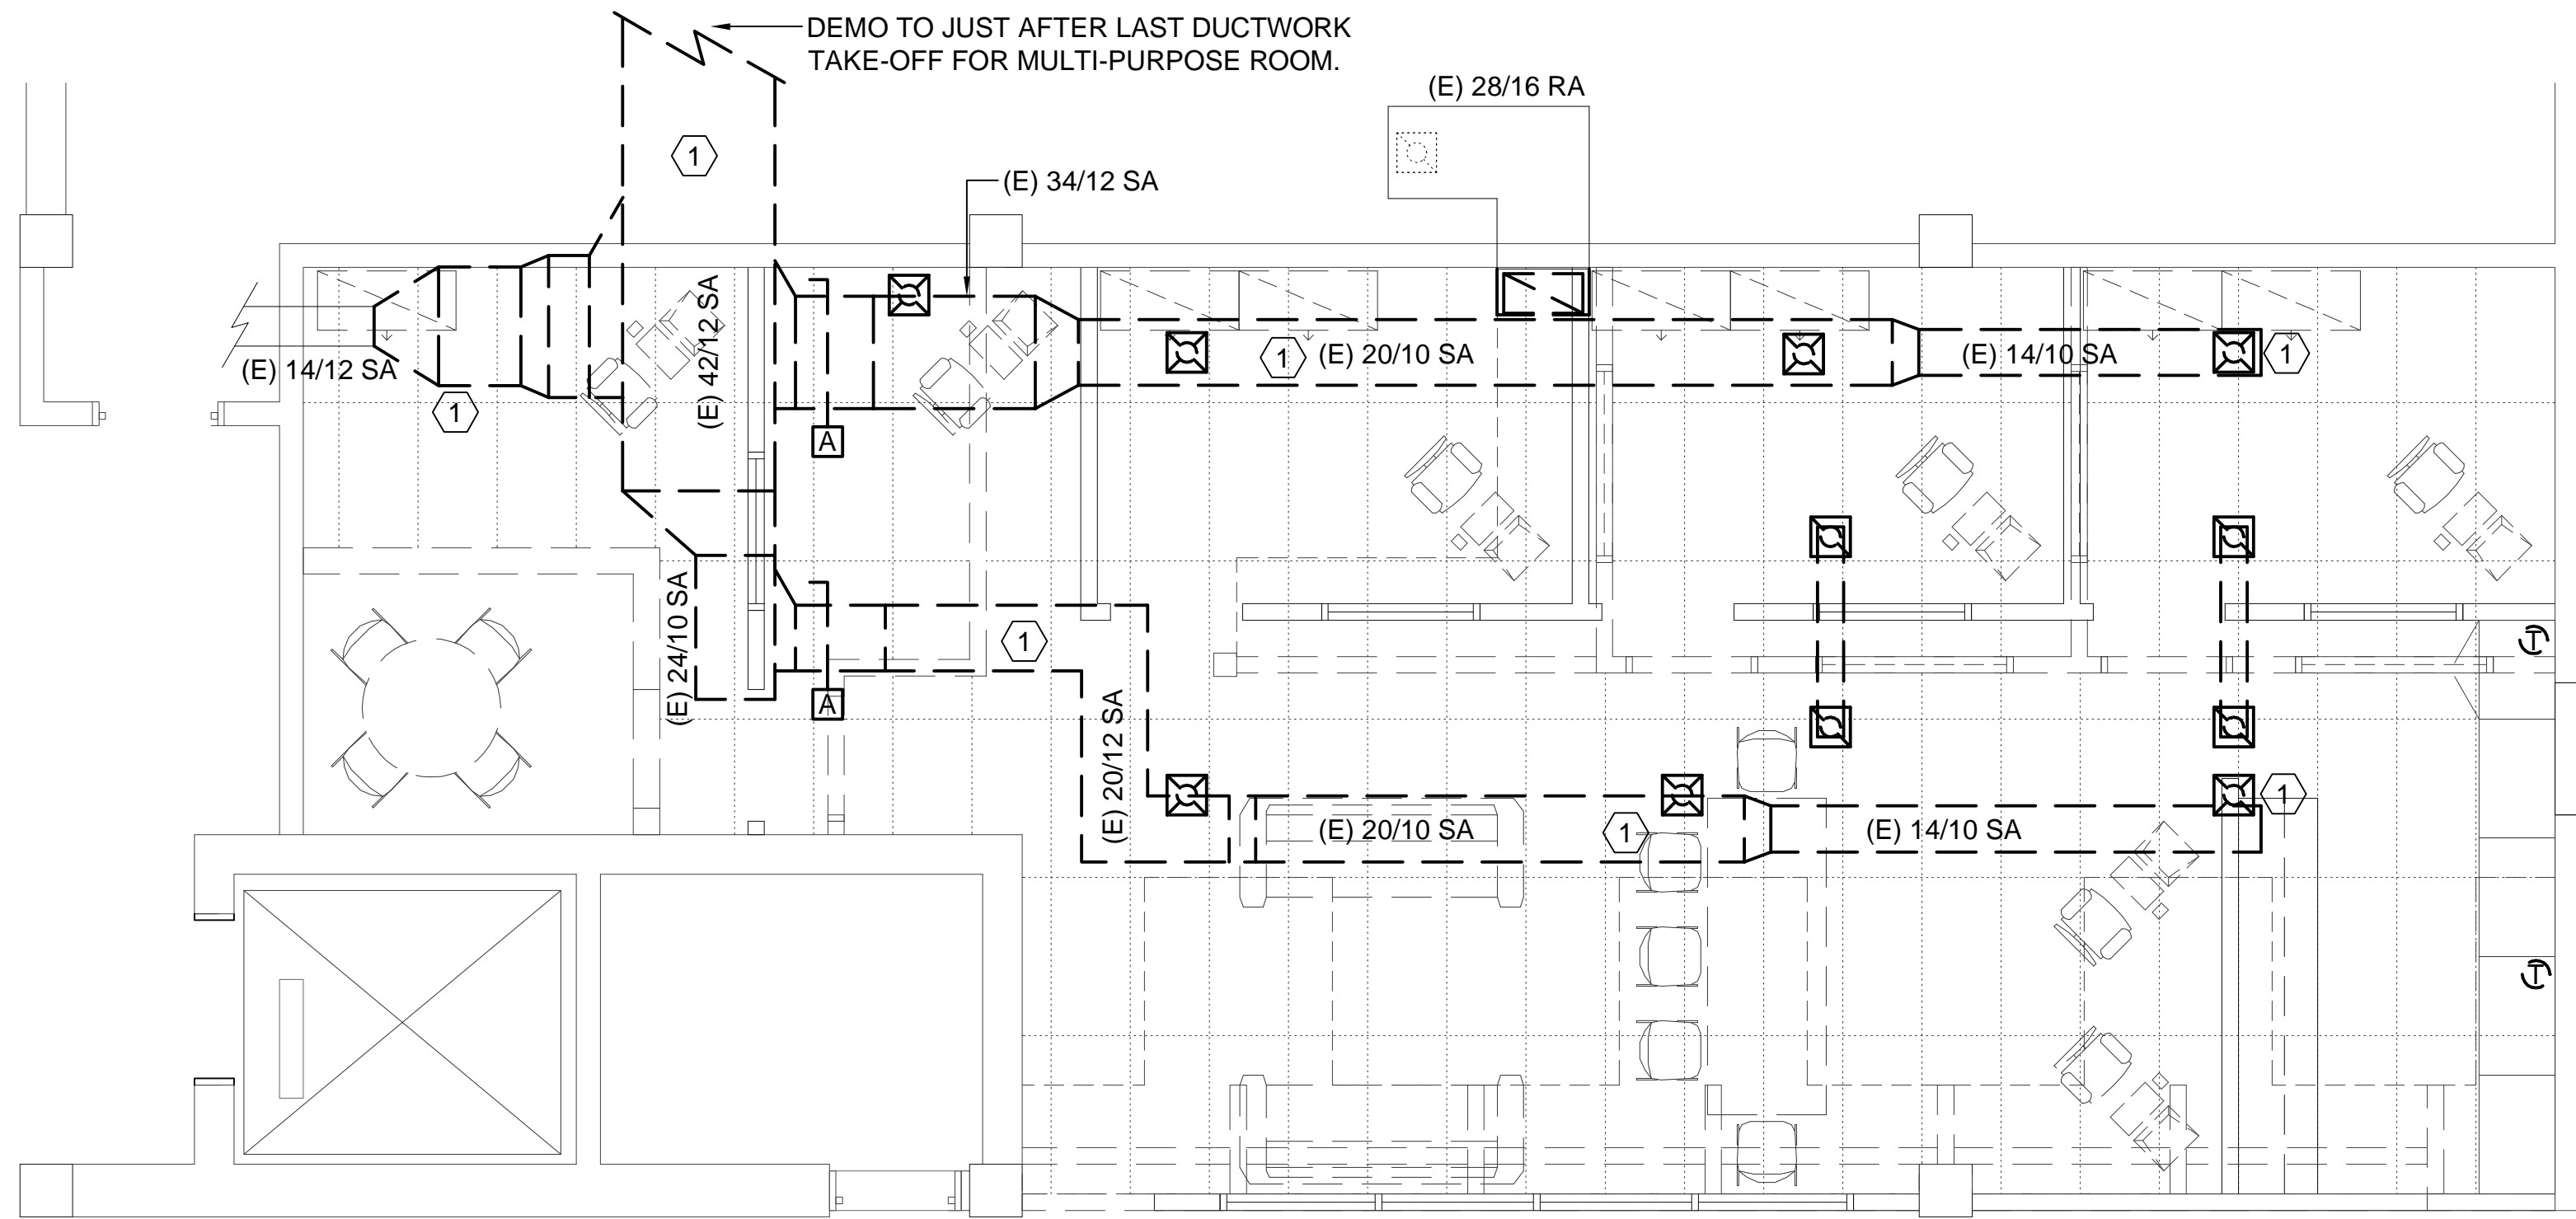 DEMO TO JUST AFTER LAST DUCTWORK
TAKE-OFF FOR MULTI-PURPOSE ROOM.
(E) 28/16 RA
1
(E) 34/12 SA
(E) 42/12 SA
(E) 14/12 SA
1
1
(E) 20/10 SA
(E) 14/10 SA
1
A
(E) 24/10 SA
1
T
A
(E) 20/12 SA
1
(E) 20/10 SA
1
(E) 14/10 SA
T